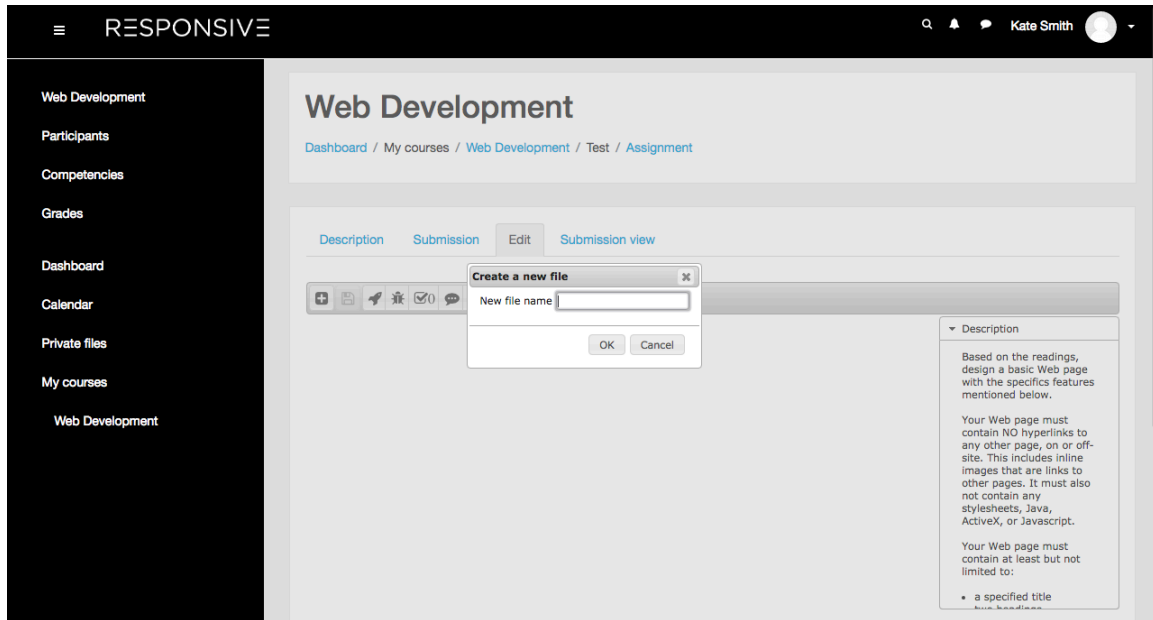 RESPONSIVE
Kate Smith
Web Development
Participants
Competencies
Grades
Dashboard
Calendar
Private files
My courses
Web Development
Web Development
Dashboard / My courses / Web Development / Test / Assignment
Description Submission Edit Submission view
0
Create a new file
New file name
OK Cancel
Description
Based on the readings,
design a basic Web page
with the specifics features
mentioned below.
Your Web page must
contain NO hyperlinks to
any other page, on or off-
site. This includes inline
images that are links to
other pages. It must also
not contain any
stylesheets, Java,
ActiveX, or Javascript.
Your Web page must
contain at least but not
limited to:
• a specified title
two headings